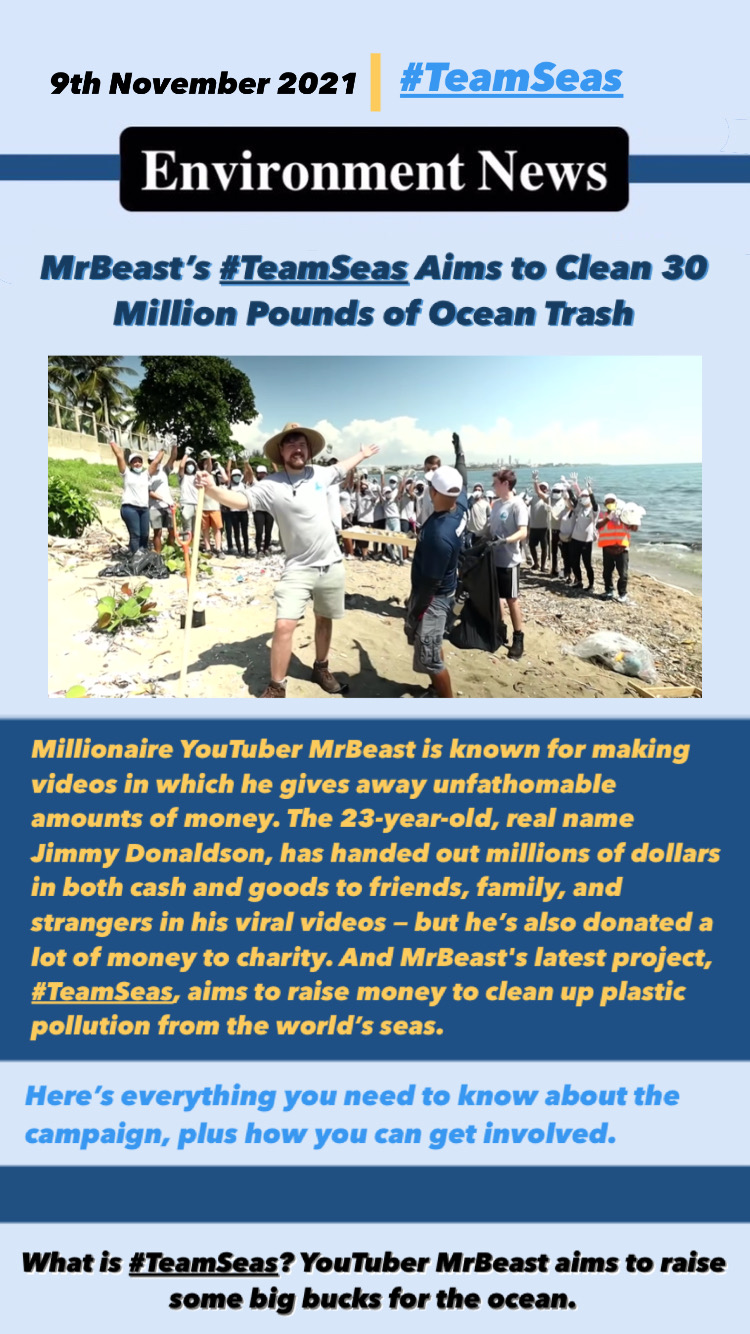 9th November 2021
#TeamSeas
Environment News
MrBeast’s #TeamSeas Aims to Clean 30
Million Pounds of Ocean Trash
Millionaire YouTuber MrBeast is known for making
videos in which he gives away unfathomable
amounts of money. The 23-year-old, real name
Jimmy Donaldson, has handed out millions of dollars
in both cash and goods to friends, family, and
strangers in his viral videos — but he’s also donated a
lot of money to charity. And MrBeast's latest project,
#TeamSeas, aims to raise money to clean up plastic
pollution from the world’s seas.
Here’s everything you need to know about the
campaign, plus how you can get involved.
What is #TeamSeas? YouTuber MrBeast aims to raise
some big bucks for the ocean.